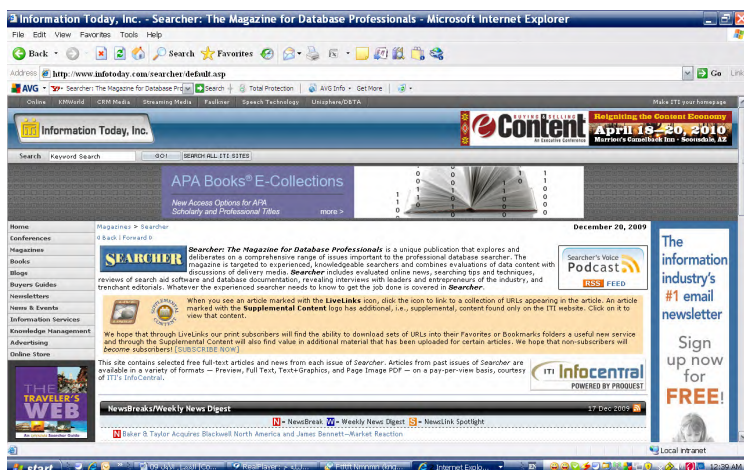 Information Today, Inc. - Searcher: The Magazine for Database Professionals - Microsoft Internet Explorer
File Edit View Favorites Tools Help
Back Search Favorites
Address http://www.infotoday.com/searcher/default.asp Go Link
AVG Searcher: The Magazine for Database Pro Search Total Protection AVG Info Get More
Online KMWorld CRM Media Streaming Media Faulkner Speech Technology Unisphere/DBTA Make ITI your homepage
Information Today, Inc.
BUYING & SELLING
eContent
An Executive Conference
Reigniting the Content Economy
April 18–20, 2010
Marriott's Camelback Inn - Scottsdale, AZ
Search Keyword Search GO! SEARCH ALL ITI SITES
APA Books® E-Collections
New Access Options for APA
Scholarly and Professional Titles more >
Home
Conferences
Magazines
Books
Blogs
Buyers Guides
Newsletters
News & Events
Information Services
Knowledge Management
Advertising
Online Store
THE
TRAVELER'S
WEB
Magazines > Searcher December 20, 2009
Back | Forward
SEARCHER
Searcher: The Magazine for Database Professionals is a unique publication that explores and
deliberates on a comprehensive range of issues important to the professional database searcher. The
magazine is targeted to experienced, knowledgeable searchers and combines evaluations of data content with
discussions of delivery media. Searcher includes evaluated online news, searching tips and techniques,
reviews of search aid software and database documentation, revealing interviews with leaders and entrepreneurs of the industry, and
trenchant editorials. Whatever the experienced searcher needs to know to get the job done is covered in Searcher.
Searcher's Voice
Podcast
RSS FEED
SUPPLEMENTAL CONTENT
When you see an article marked with the LiveLinks icon, click the icon to link to a collection of URLs appearing in the article. An article
marked with the Supplemental Content logo has additional, i.e., supplemental, content found only on the ITI website. Click on it to
view that content.
We hope that through LiveLinks our print subscribers will find the ability to download sets of URLs into their Favorites or Bookmarks folders a useful new service
and through the Supplemental Content will also find value in additional material that has been uploaded for certain articles. We hope that non-subscribers will
become subscribers! [SUBSCRIBE NOW]
This site contains selected free full-text articles and news from each issue of Searcher. Articles from past issues of Searcher are
available in a variety of formats — Preview, Full Text, Text+Graphics, and Page Image PDF — on a pay-per-view basis, courtesy
of ITI's InfoCentral.
ITI Infocentral
POWERED BY PROQUEST
NewsBreaks/Weekly News Digest 17 Dec 2009
N = NewsBreak W = Weekly News Digest S = NewsLink Spotlight
N Baker & Taylor Acquires Blackwell North America and James Bennett—Market Reaction
The
information
industry's
#1 email
newsletter
Sign
up now
for
FREE!
Local intranet
start RealPlayer: Internet Explo... 12:39 AM